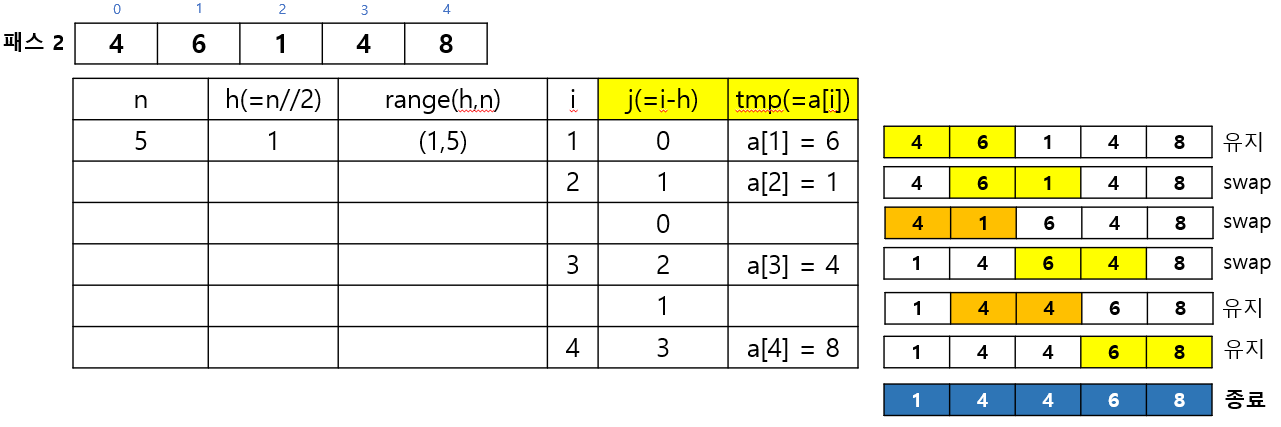 0 1 2 3 4
패스 2 4 6 1 4 8
n h(=n//2) range(h,n) i j(=i-h) tmp(=a[i])
5 1 (1,5) 1 0 a[1] = 6
2 1 a[2] = 1
0
3 2 a[3] = 4
1
4 3 a[4] = 8
4 6 1 4 8 유지
4 6 1 4 8 swap
4 1 6 4 8 swap
1 4 6 4 8 swap
1 4 4 6 8 유지
1 4 4 6 8 유지
1 4 4 6 8 종료